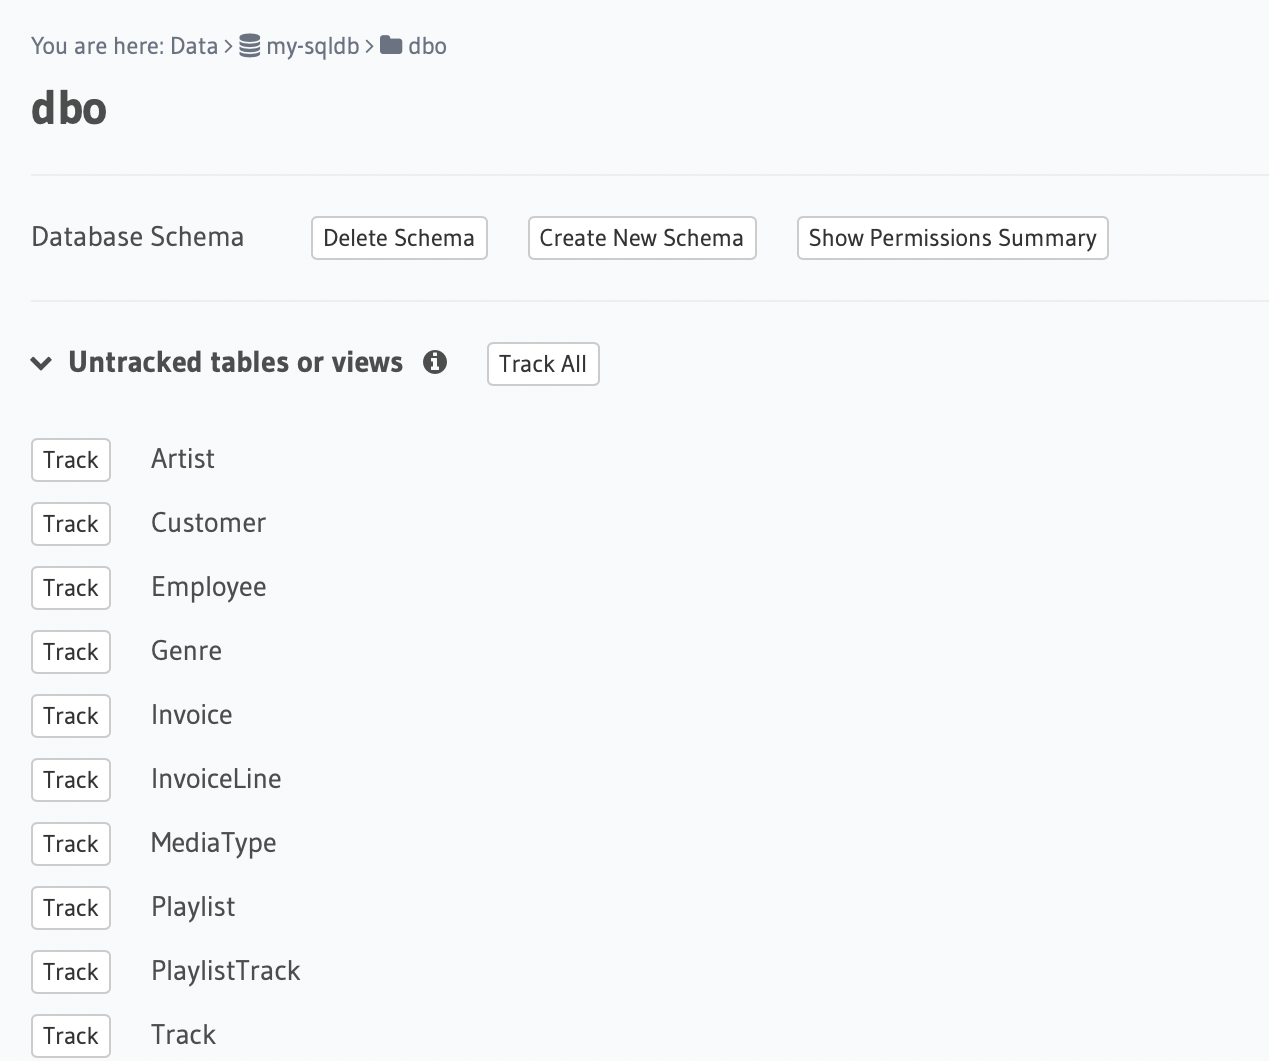 You are here: Data > my-sqldb > dbo
dbo
Database Schema Delete Schema Create New Schema Show Permissions Summary
Untracked tables or views Track All
Track Artist
Track Customer
Track Employee
Track Genre
Track Invoice
Track InvoiceLine
Track MediaType
Track Playlist
Track PlaylistTrack
Track Track